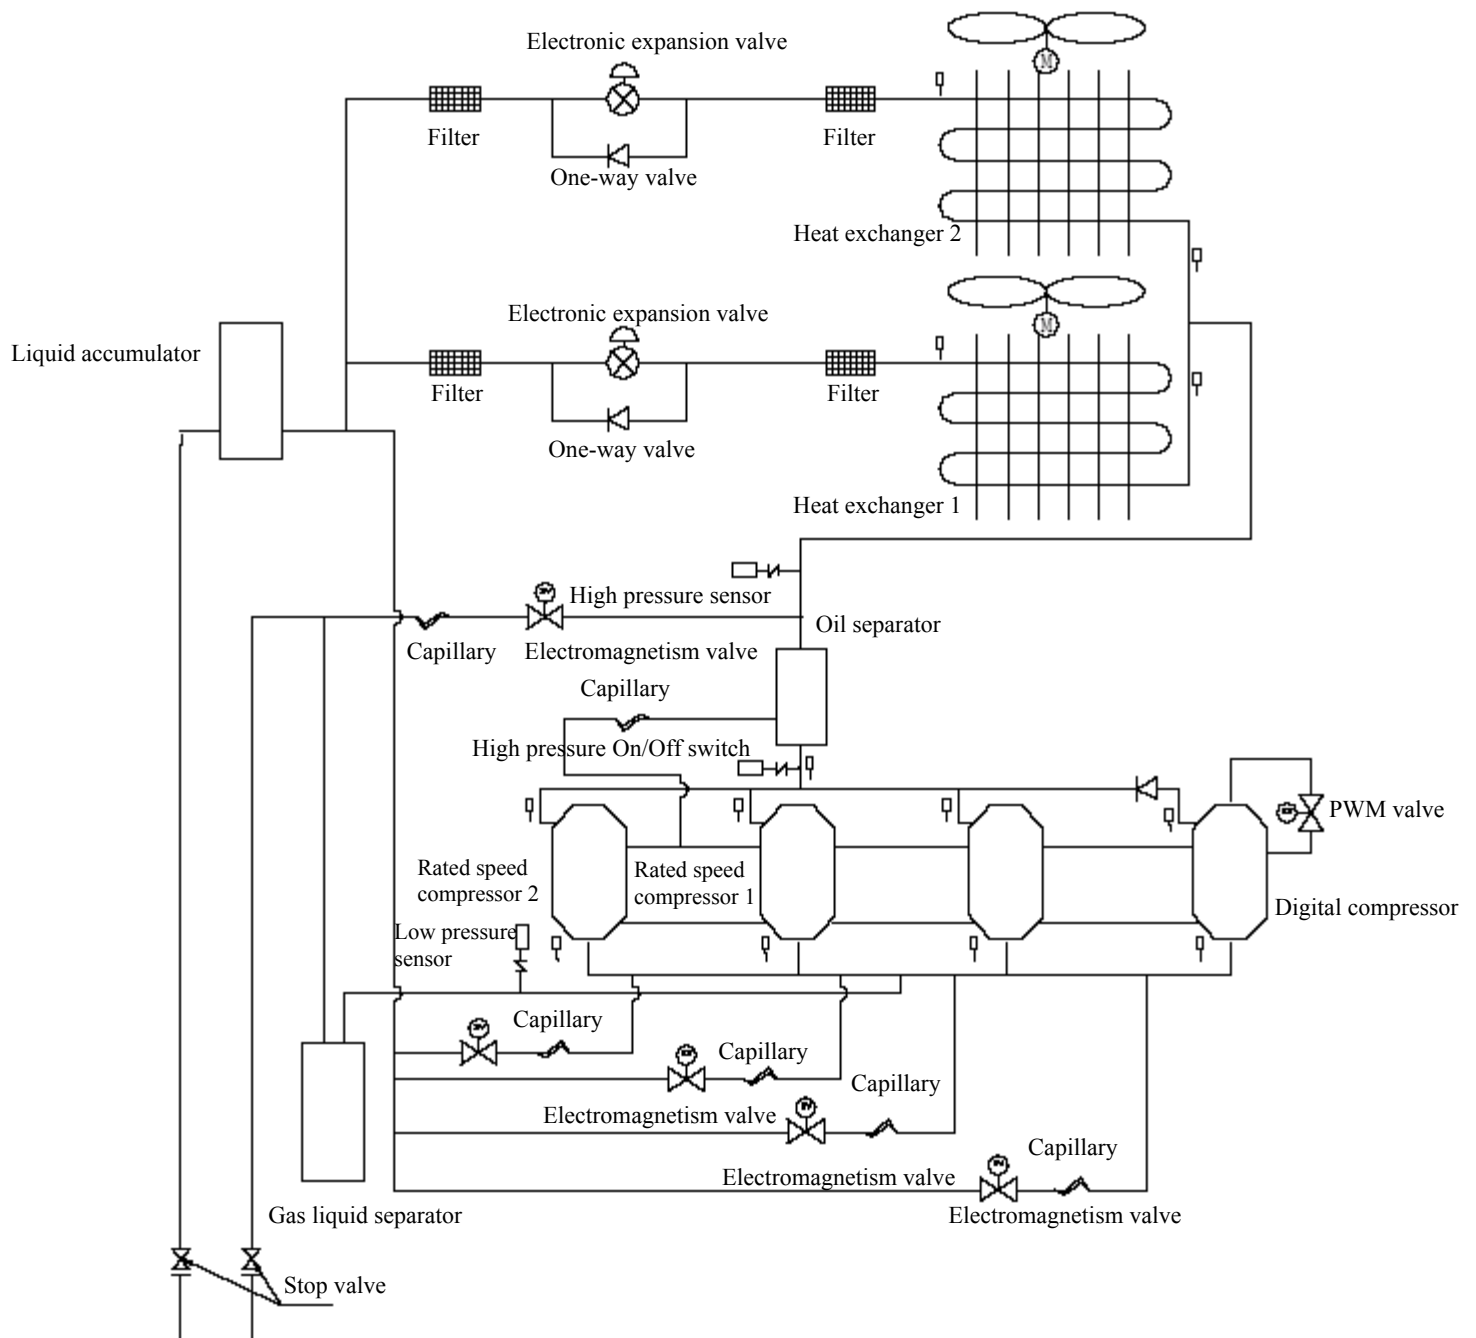 Electronic expansion valve
M
Filter
Filter
One-way valve
Heat exchanger 2
Electronic expansion valve
M
Liquid accumulator
Filter
Filter
One-way valve
Heat exchanger 1
High pressure sensor
Oil separator
Capillary
Electromagnetism valve
Capillary
High pressure On/Off switch
PWM valve
Rated speed
compressor 2
Rated speed
compressor 1
Digital compressor
Low pressure
sensor
Capillary
Capillary
Capillary
Electromagnetism valve
Capillary
Electromagnetism valve
Gas liquid separator
Electromagnetism valve
Stop valve